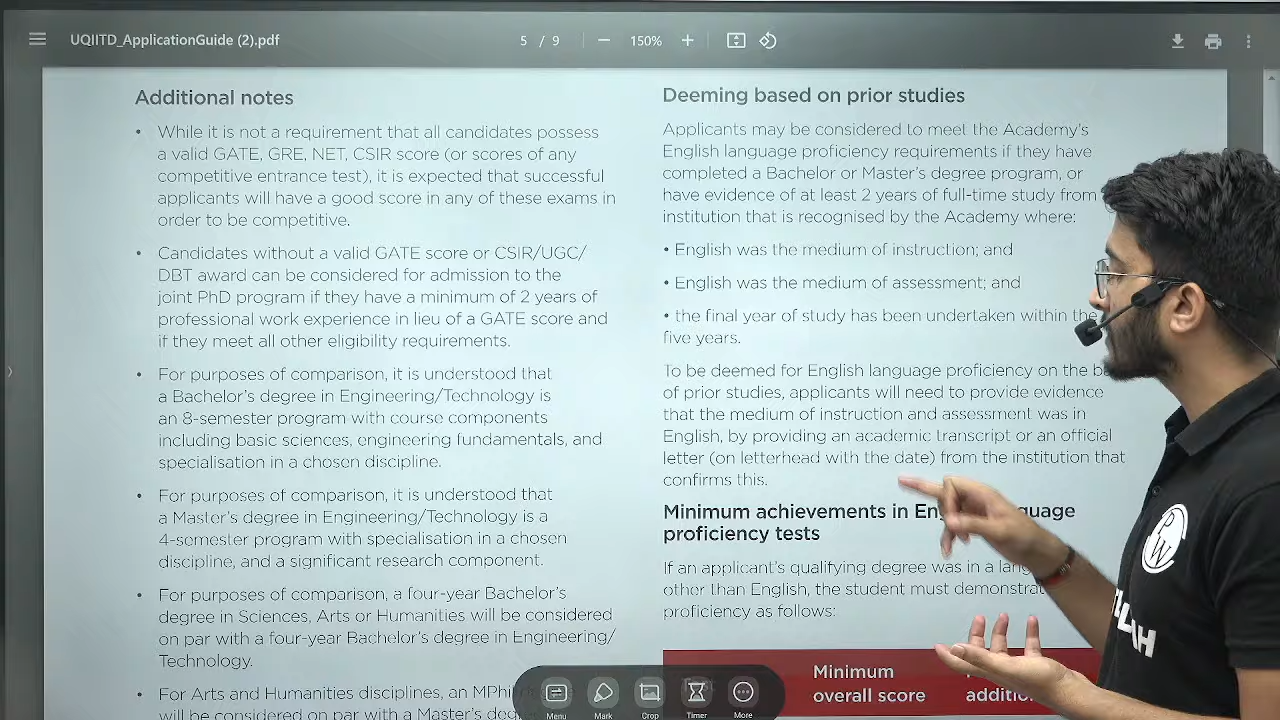 UQIITD_ApplicationGuide (2).pdf
5 / 9
150%
Additional notes
• While it is not a requirement that all candidates possess
a valid GATE, GRE, NET, CSIR score (or scores of any
competitive entrance test), it is expected that successful
applicants will have a good score in any of these exams in
order to be competitive.
• Candidates without a valid GATE score or CSIR/UGC/
DBT award can be considered for admission to the
joint PhD program if they have a minimum of 2 years of
professional work experience in lieu of a GATE score and
if they meet all other eligibility requirements.
• For purposes of comparison, it is understood that
a Bachelor's degree in Engineering/Technology is
an 8-semester program with course components
including basic sciences, engineering fundamentals, and
specialisation in a chosen discipline.
• For purposes of comparison, it is understood that
a Master's degree in Engineering/Technology is a
4-semester program with specialisation in a chosen
discipline, and a significant research component.
• For purposes of comparison, a four-year Bachelor's
degree in Sciences, Arts or Humanities will be considered
on par with a four-year Bachelor's degree in Engineering/
Technology.
• For Arts and Humanities disciplines, an
will be considered on par with a Master's
Deeming based on prior studies
Applicants may be considered to meet the Academy's
English language proficiency requirements if they have
completed a Bachelor or Master's degree program, or
have evidence of at least 2 years of full-time study from
institution that is recognised by the Academy where:
• English was the medium of instruction; and
• English was the medium of assessment; and
• the final year of study has been undertaken within the
five years.
To be deemed for English language proficiency on the
of prior studies, applicants will need to provide evidence
that the medium of instruction and assessment was in
English, by providing an academic transcript or an official
letter (on letterhead with the date) from the institution that
confirms this.
Minimum achievements in
proficiency tests
If an applicant's qualifying degree was in a
other than English, the student must
proficiency as follows:
Minimum
overall score
Menu
Mark
Crop
Timer
More
PW